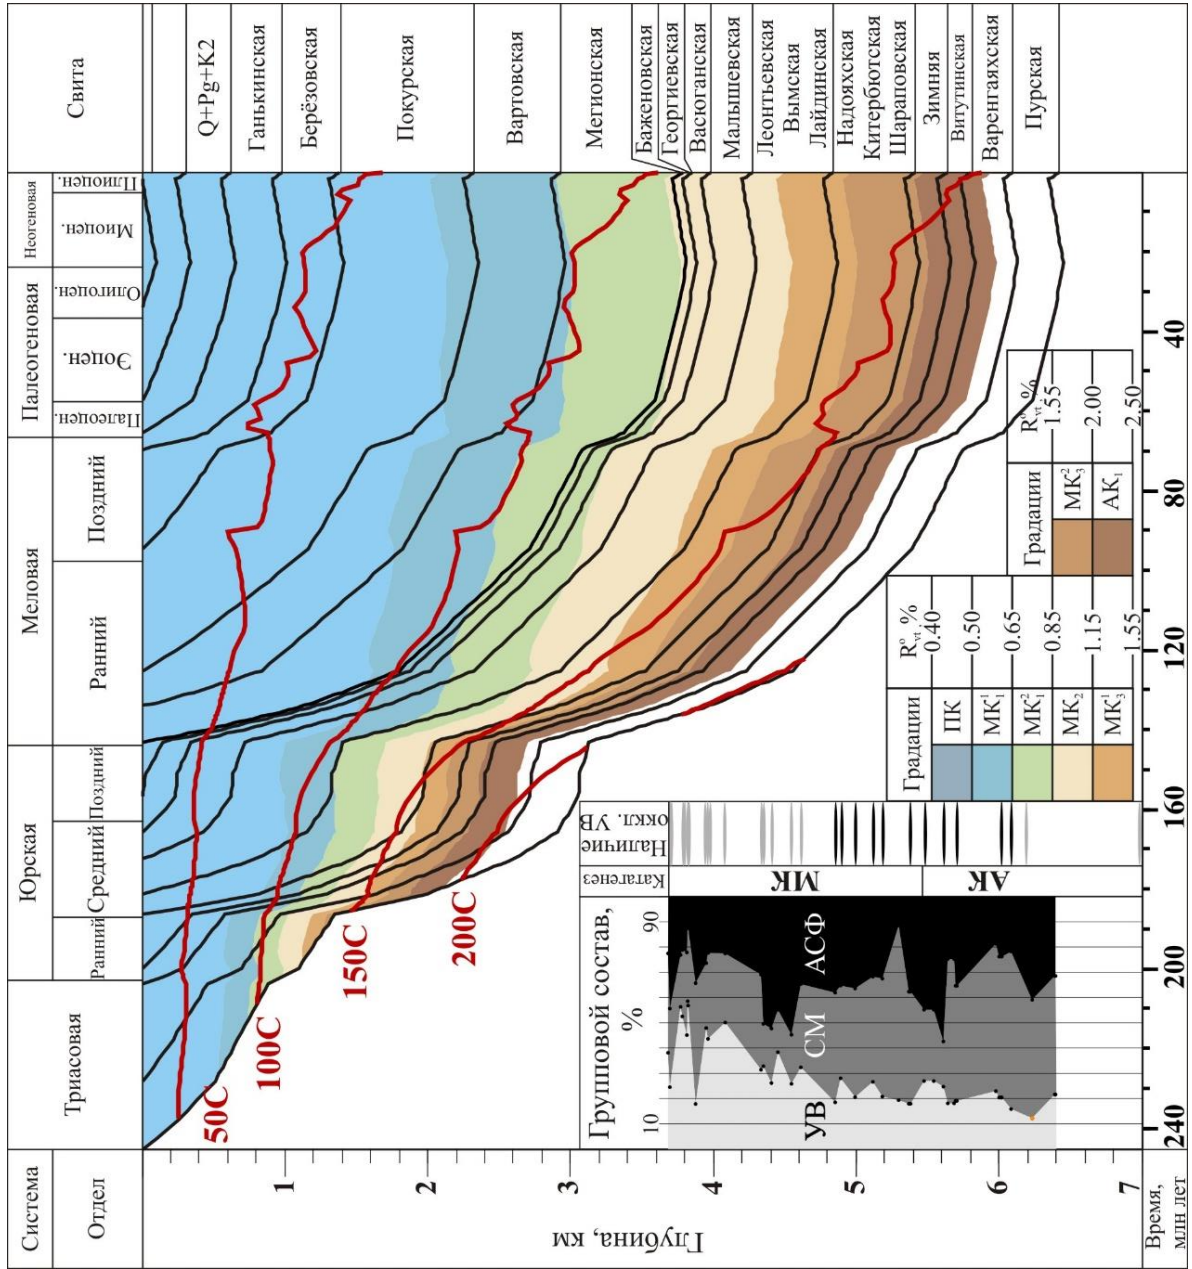 Система
Отдел
Триасовая
Юрская
Ранний
Средний
Поздний
Меловая
Ранний
Поздний
Палеогеновая
Палеоцен.
Эоцен.
Олигоцен.
Неогеновая
Миоцен.
Плиоцен.
Свита
Q+Pg+K2
Ганькинская
Берёзовская
Покурская
Вартовская
Мегионская
Баженовская
Георгиевская
Васюганская
Малышевская
Леонтьевская
Вымская
Лайдинская
Надояхская
Китербютская
Шараповская
Зимняя
Витутинская
Варенгаяхская
Пурская
Глубина, км
1
2
3
4
5
6
7
50С
100С
150С
200С
Групповой состав,
%
10
90
УВ
СМ
АСФ
Катагенез
МК
АК
Наличие
оккл. УВ
Градации
R°vt, %
ПК
0.40
МК₁¹
0.50
МК₁²
0.65
МК₂
0.85
МК₃¹
1.15
1.55
Градации
R°vt, %
1.55
МК₃²
2.00
АК₁
2.50
Время,
млн лет
240
200
160
120
80
40